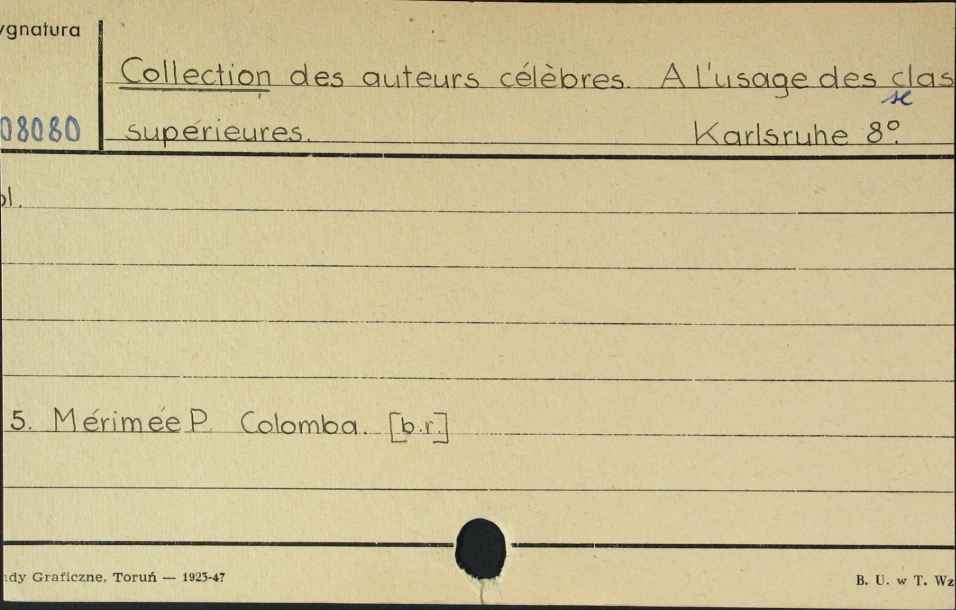 ygnatura
Collection des auteurs célèbres. A l'usage des clas
se
08080 supérieures. Karlsruhe 8°.
ol.
5. Mérimée P. Colomba. [b.r.]
dy Graficzne, Toruń — 1923-47
B. U. w T. Wz